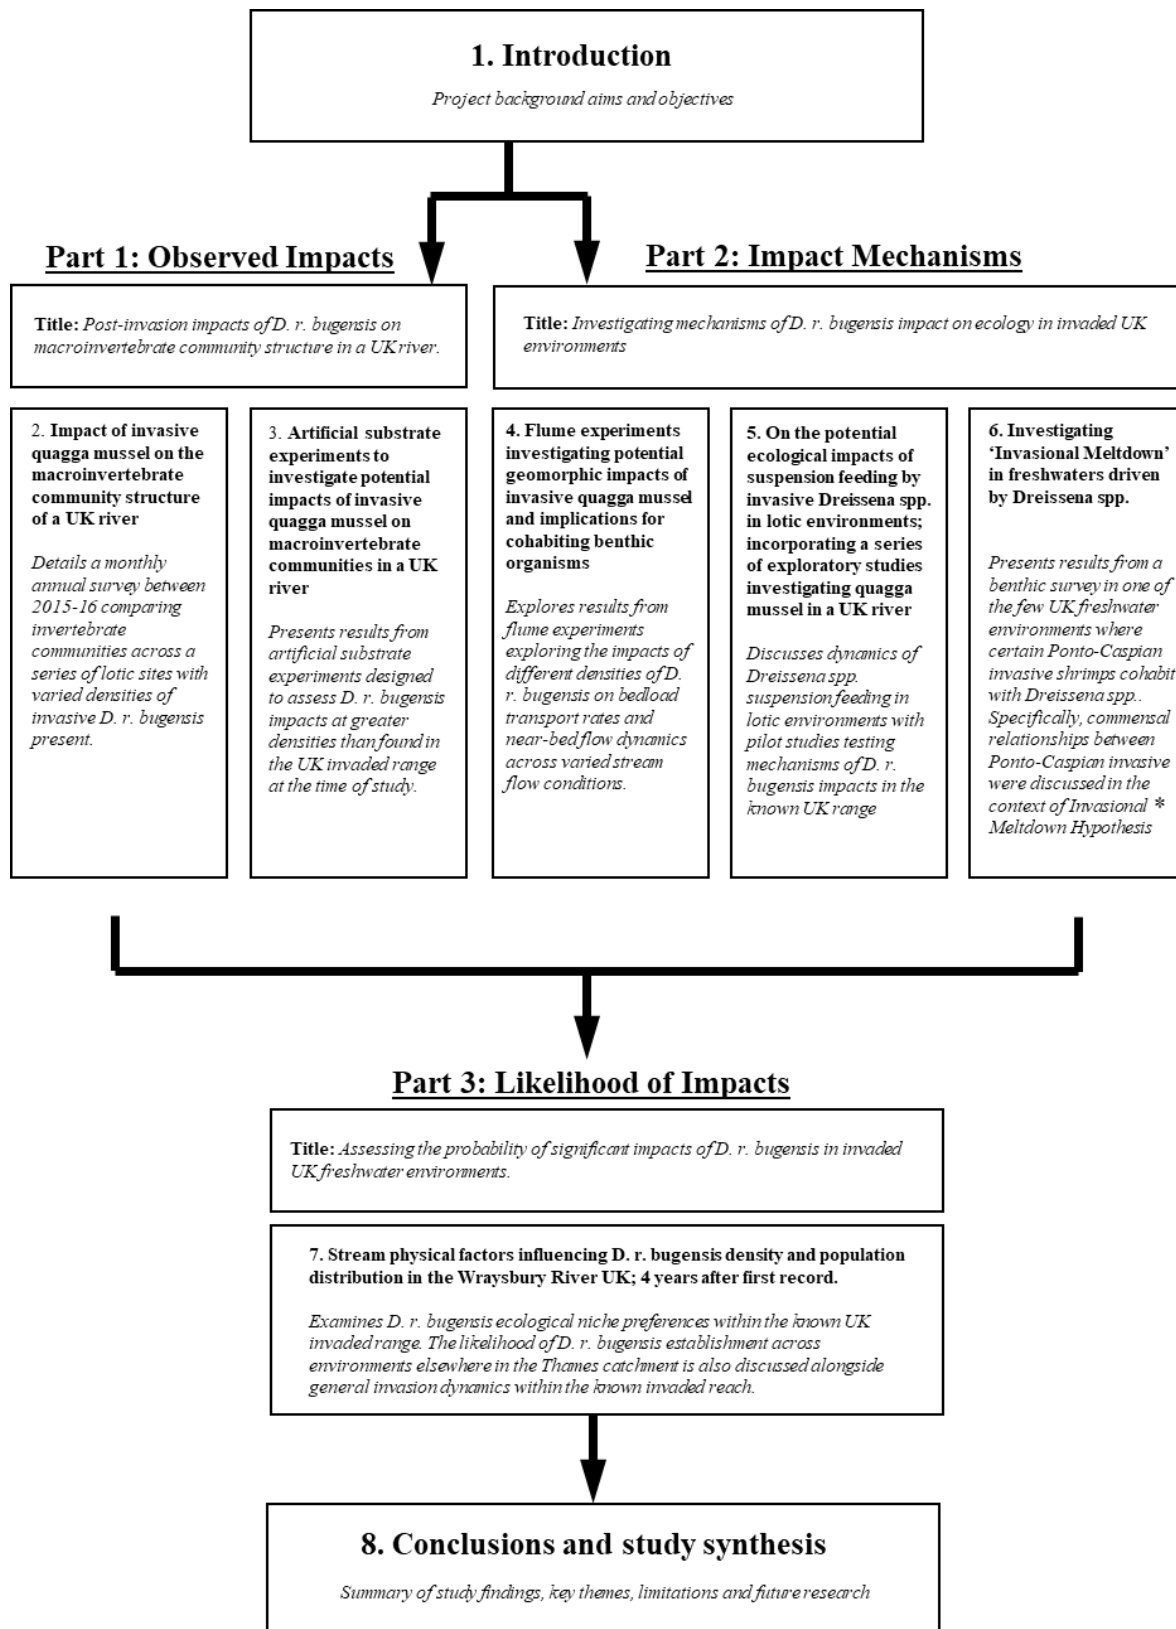 1. Introduction
Project background aims and objectives
Part 1: Observed Impacts
Title: Post-invasion impacts of D. r. bugensis on
macroinvertebrate community structure in a UK river.
2. Impact of invasive
quagga mussel on the
macroinvertebrate
community structure
of a UK river
Details a monthly
annual survey between
2015-16 comparing
invertebrate
communities across a
series of lotic sites with
varied densities of
invasive D. r. bugensis
present.
3. Artificial substrate
experiments to
investigate potential
impacts of invasive
quagga mussel on
macroinvertebrate
communities in a UK
river
Presents results from
artificial substrate
experiments designed
to assess D. r. bugensis
impacts at greater
densities than found in
the UK invaded range
at the time of study.
Part 2: Impact Mechanisms
Title: Investigating mechanisms of D. r. bugensis impact on ecology in invaded UK
environments
4. Flume experiments
investigating potential
geomorphic impacts of
invasive quagga mussel
and implications for
cohabiting benthic
organisms
Explores results from
flume experiments
exploring the impacts of
different densities of D.
r. bugensis on bedload
transport rates and
near-bed flow dynamics
across varied stream
flow conditions.
5. On the potential
ecological impacts of
suspension feeding by
invasive Dreissena spp.
in lotic environments;
incorporating a series
of exploratory studies
investigating quagga
mussel in a UK river
Discusses dynamics of
Dreissena spp.
suspension feeding in
lotic environments with
pilot studies testing
mechanisms of D. r.
bugensis impacts in the
known UK range
6. Investigating
‘Invasional Meltdown’
in freshwaters driven
by Dreissena spp.
Presents results from a
benthic survey in one of
the few UK freshwater
environments where
certain Ponto-Caspian
invasive shrimps cohabit
with Dreissena spp..
Specifically, commensal
relationships between
Ponto-Caspian invasive
were discussed in the
context of Invasional *
Meltdown Hypothesis
Part 3: Likelihood of Impacts
Title: Assessing the probability of significant impacts of D. r. bugensis in invaded
UK freshwater environments.
7. Stream physical factors influencing D. r. bugensis density and population
distribution in the Wraysbury River UK; 4 years after first record.
Examines D. r. bugensis ecological niche preferences within the known UK
invaded range. The likelihood of D. r. bugensis establishment across
environments elsewhere in the Thames catchment is also discussed alongside
general invasion dynamics within the known invaded reach.
8. Conclusions and study synthesis
Summary of study findings, key themes, limitations and future research